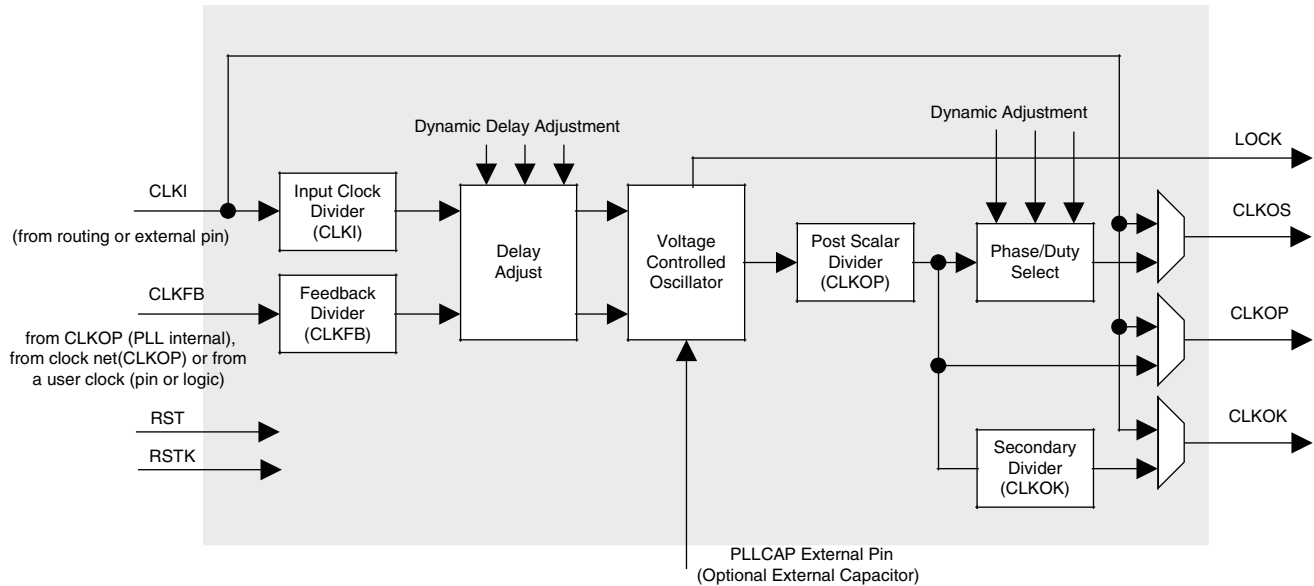 Dynamic Delay Adjustment
Dynamic Adjustment
LOCK
CLKI
(from routing or external pin)
Input Clock
Divider
(CLKI)
Delay
Adjust
Voltage
Controlled
Oscillator
Post Scalar
Divider
(CLKOP)
Phase/Duty
Select
CLKOS
CLKFB
from CLKOP (PLL internal),
from clock net(CLKOP) or from
a user clock (pin or logic)
Feedback
Divider
(CLKFB)
CLKOP
RST
RSTK
Secondary
Divider
(CLKOK)
CLKOK
PLLCAP External Pin
(Optional External Capacitor)